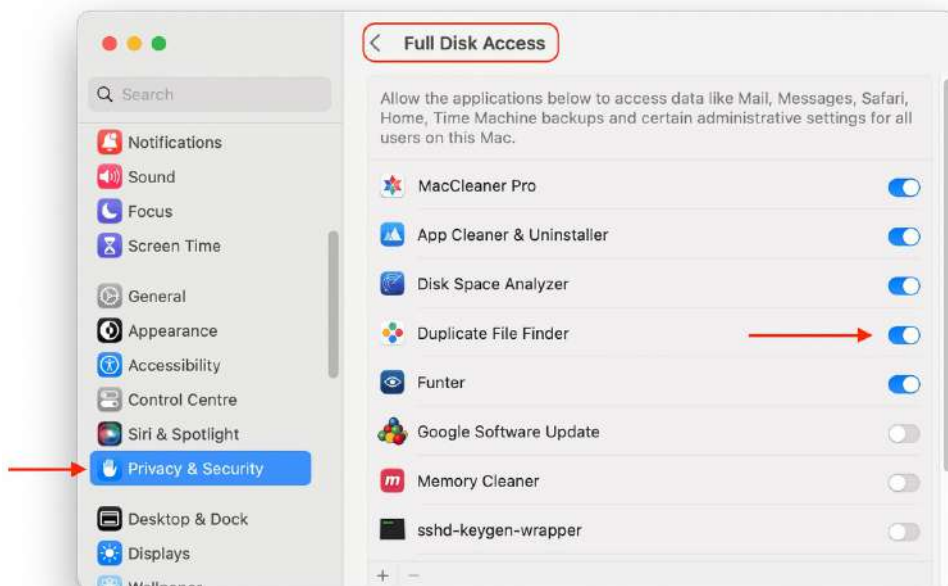 Full Disk Access
Search
Notifications
Sound
Focus
Screen Time
General
Appearance
Accessibility
Control Centre
Siri & Spotlight
Privacy & Security
Desktop & Dock
Displays
Wallpaper
Allow the applications below to access data like Mail, Messages, Safari,
Home, Time Machine backups and certain administrative settings for all
users on this Mac.
MacCleaner Pro
App Cleaner & Uninstaller
Disk Space Analyzer
Duplicate File Finder
Funter
Google Software Update
Memory Cleaner
sshd-keygen-wrapper